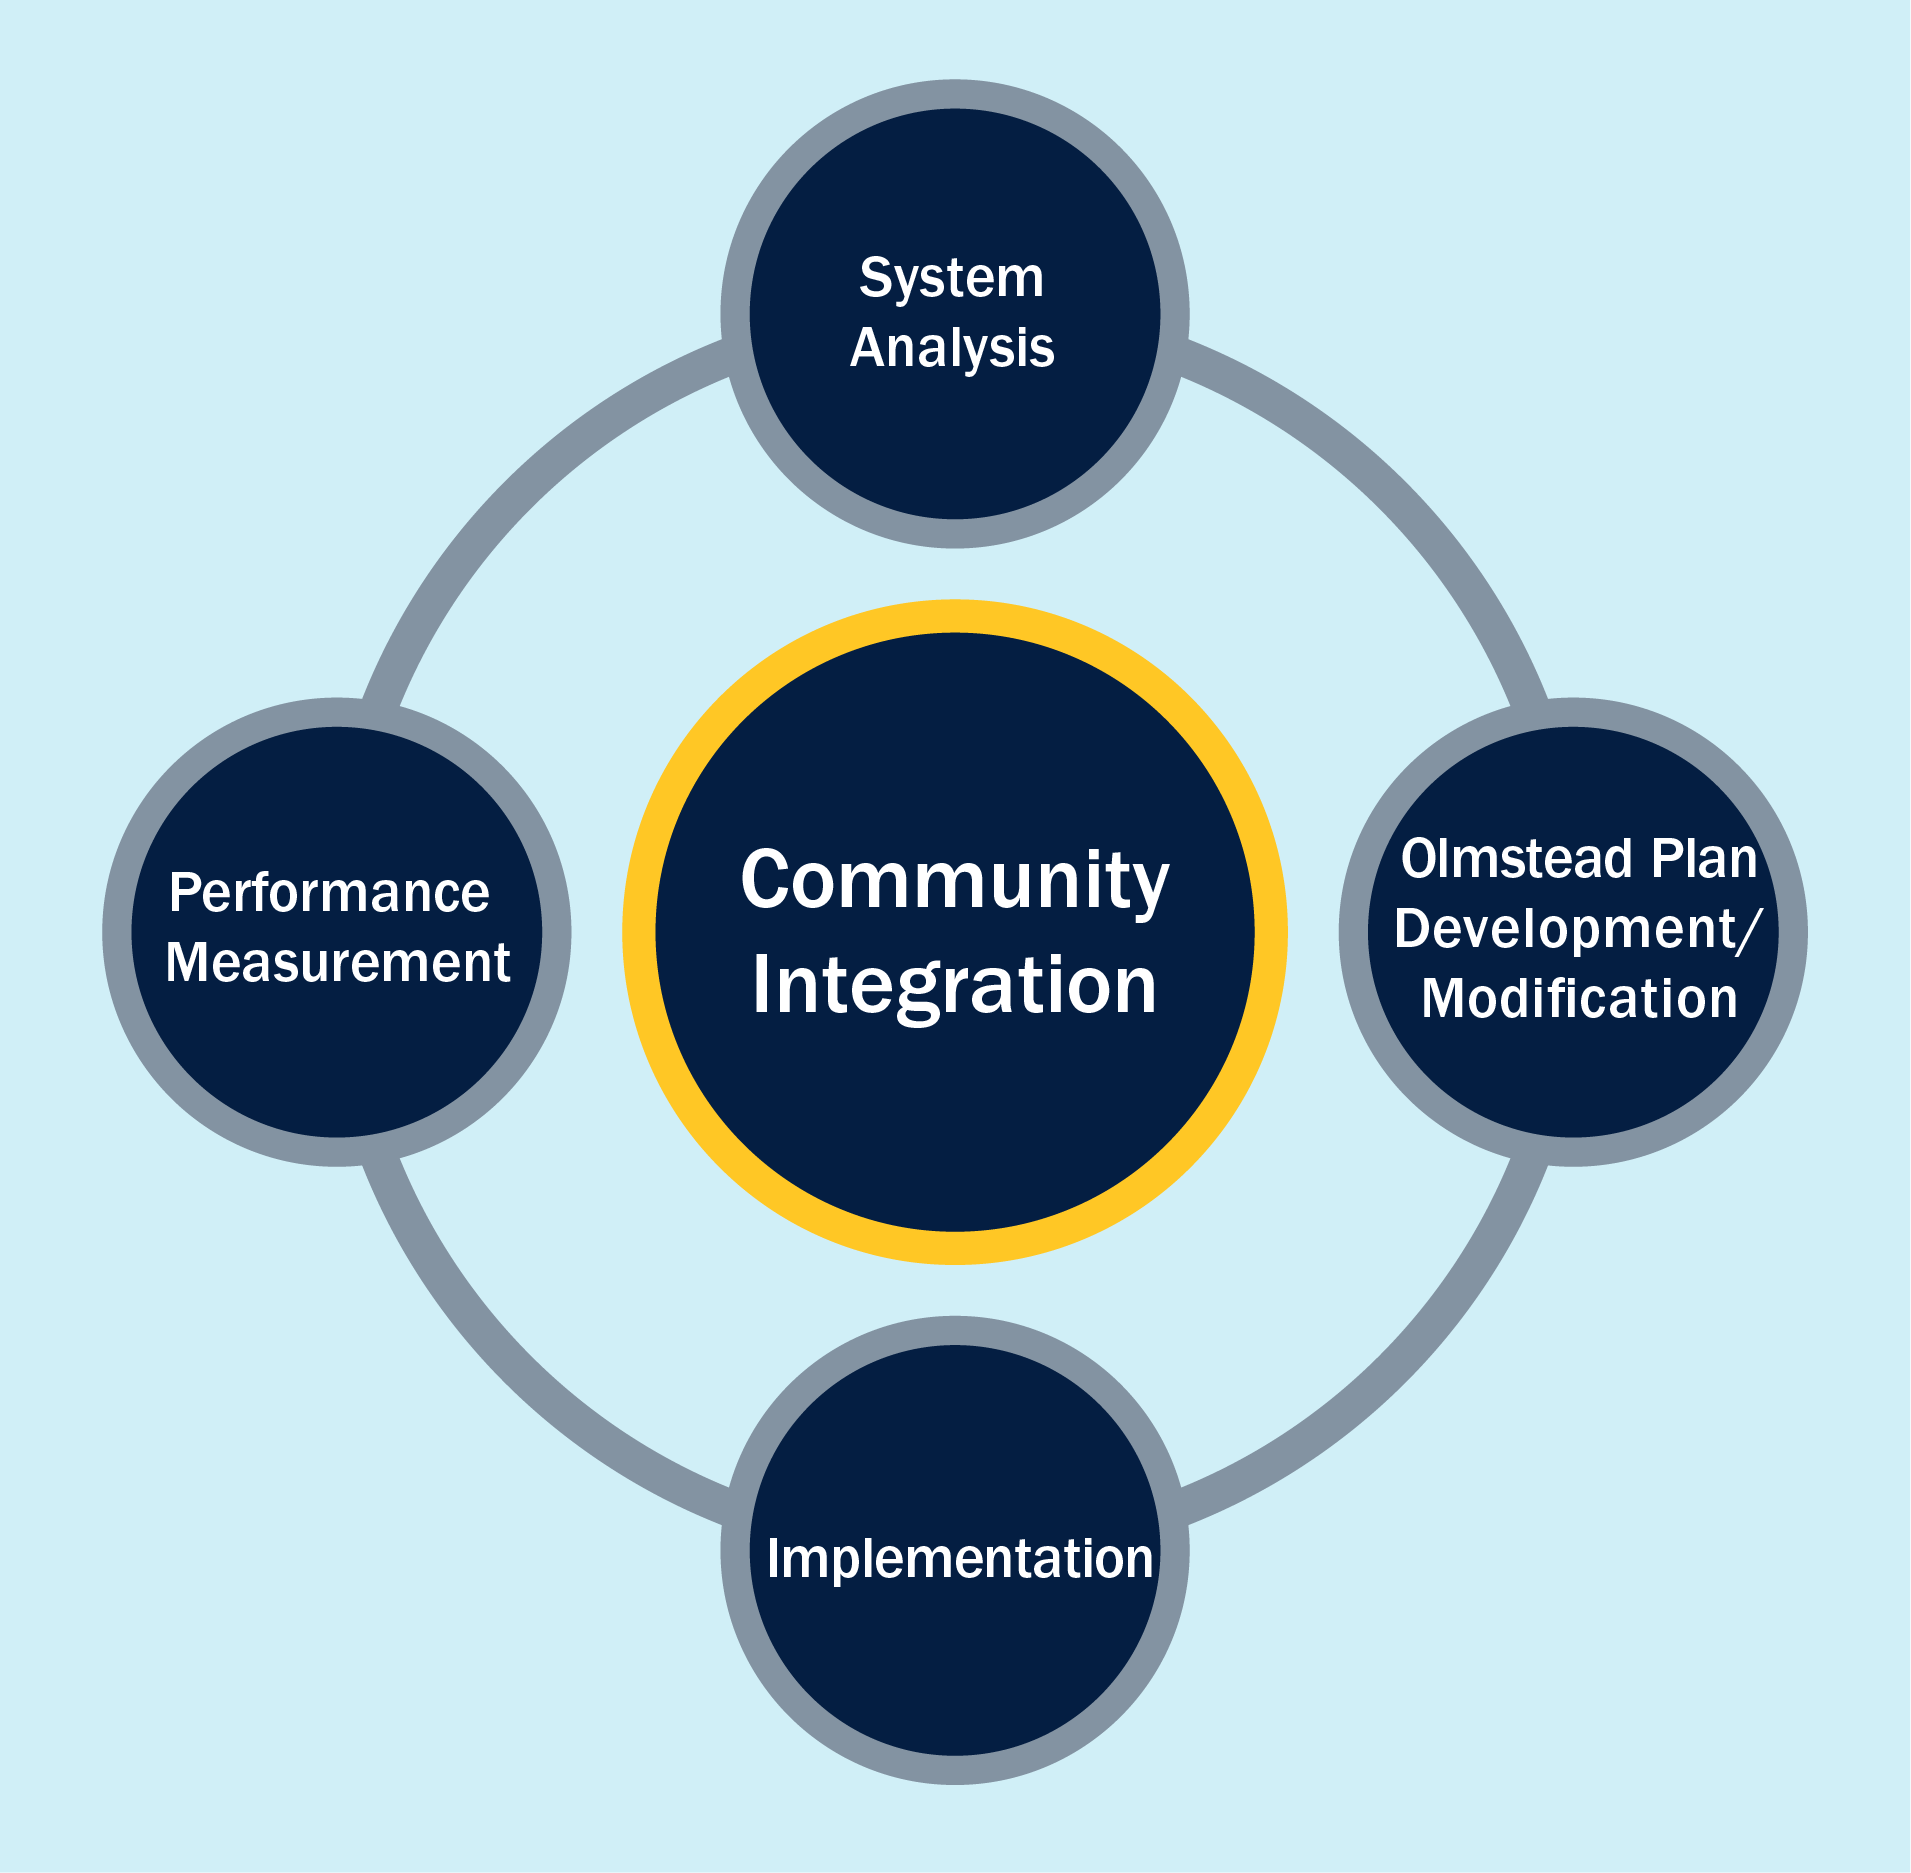 System
Analysis
Performance
Measurement
Community
Integration
Olmstead Plan
Development/
Modification
Implementation